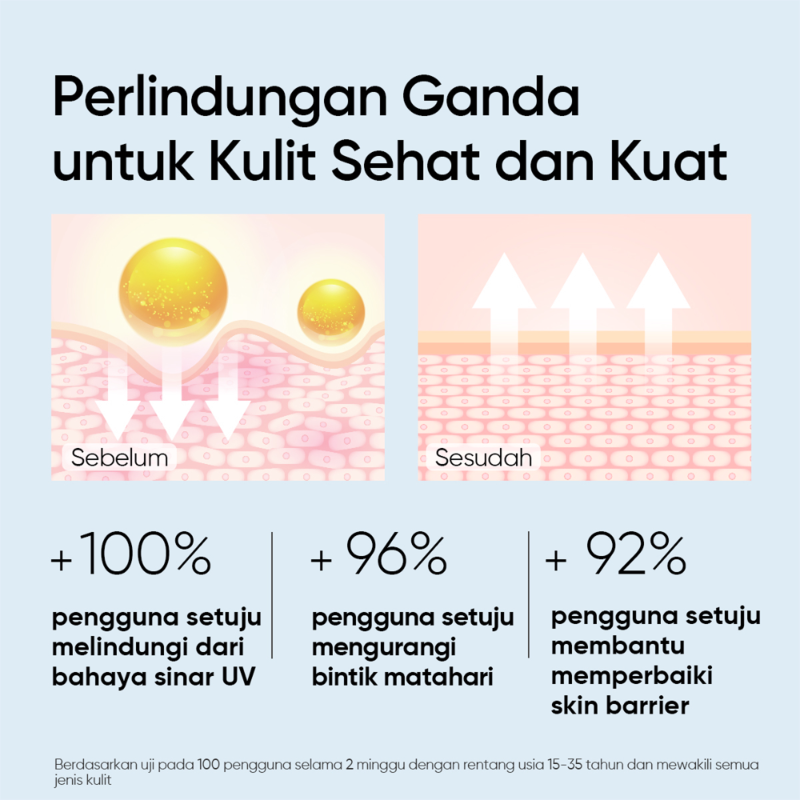 Perlindungan Ganda
untuk Kulit Sehat dan Kuat
Sebelum
Sesudah
+100%
pengguna setuju
melindungi dari
bahaya sinar UV
+ 96%
pengguna setuju
mengurangi
bintik matahari
+ 92%
pengguna setuju
membantu
memperbaiki
skin barrier
Berdasarkan uji pada 100 pengguna selama 2 minggu dengan rentang usia 15-35 tahun dan mewakili semua
jenis kulit